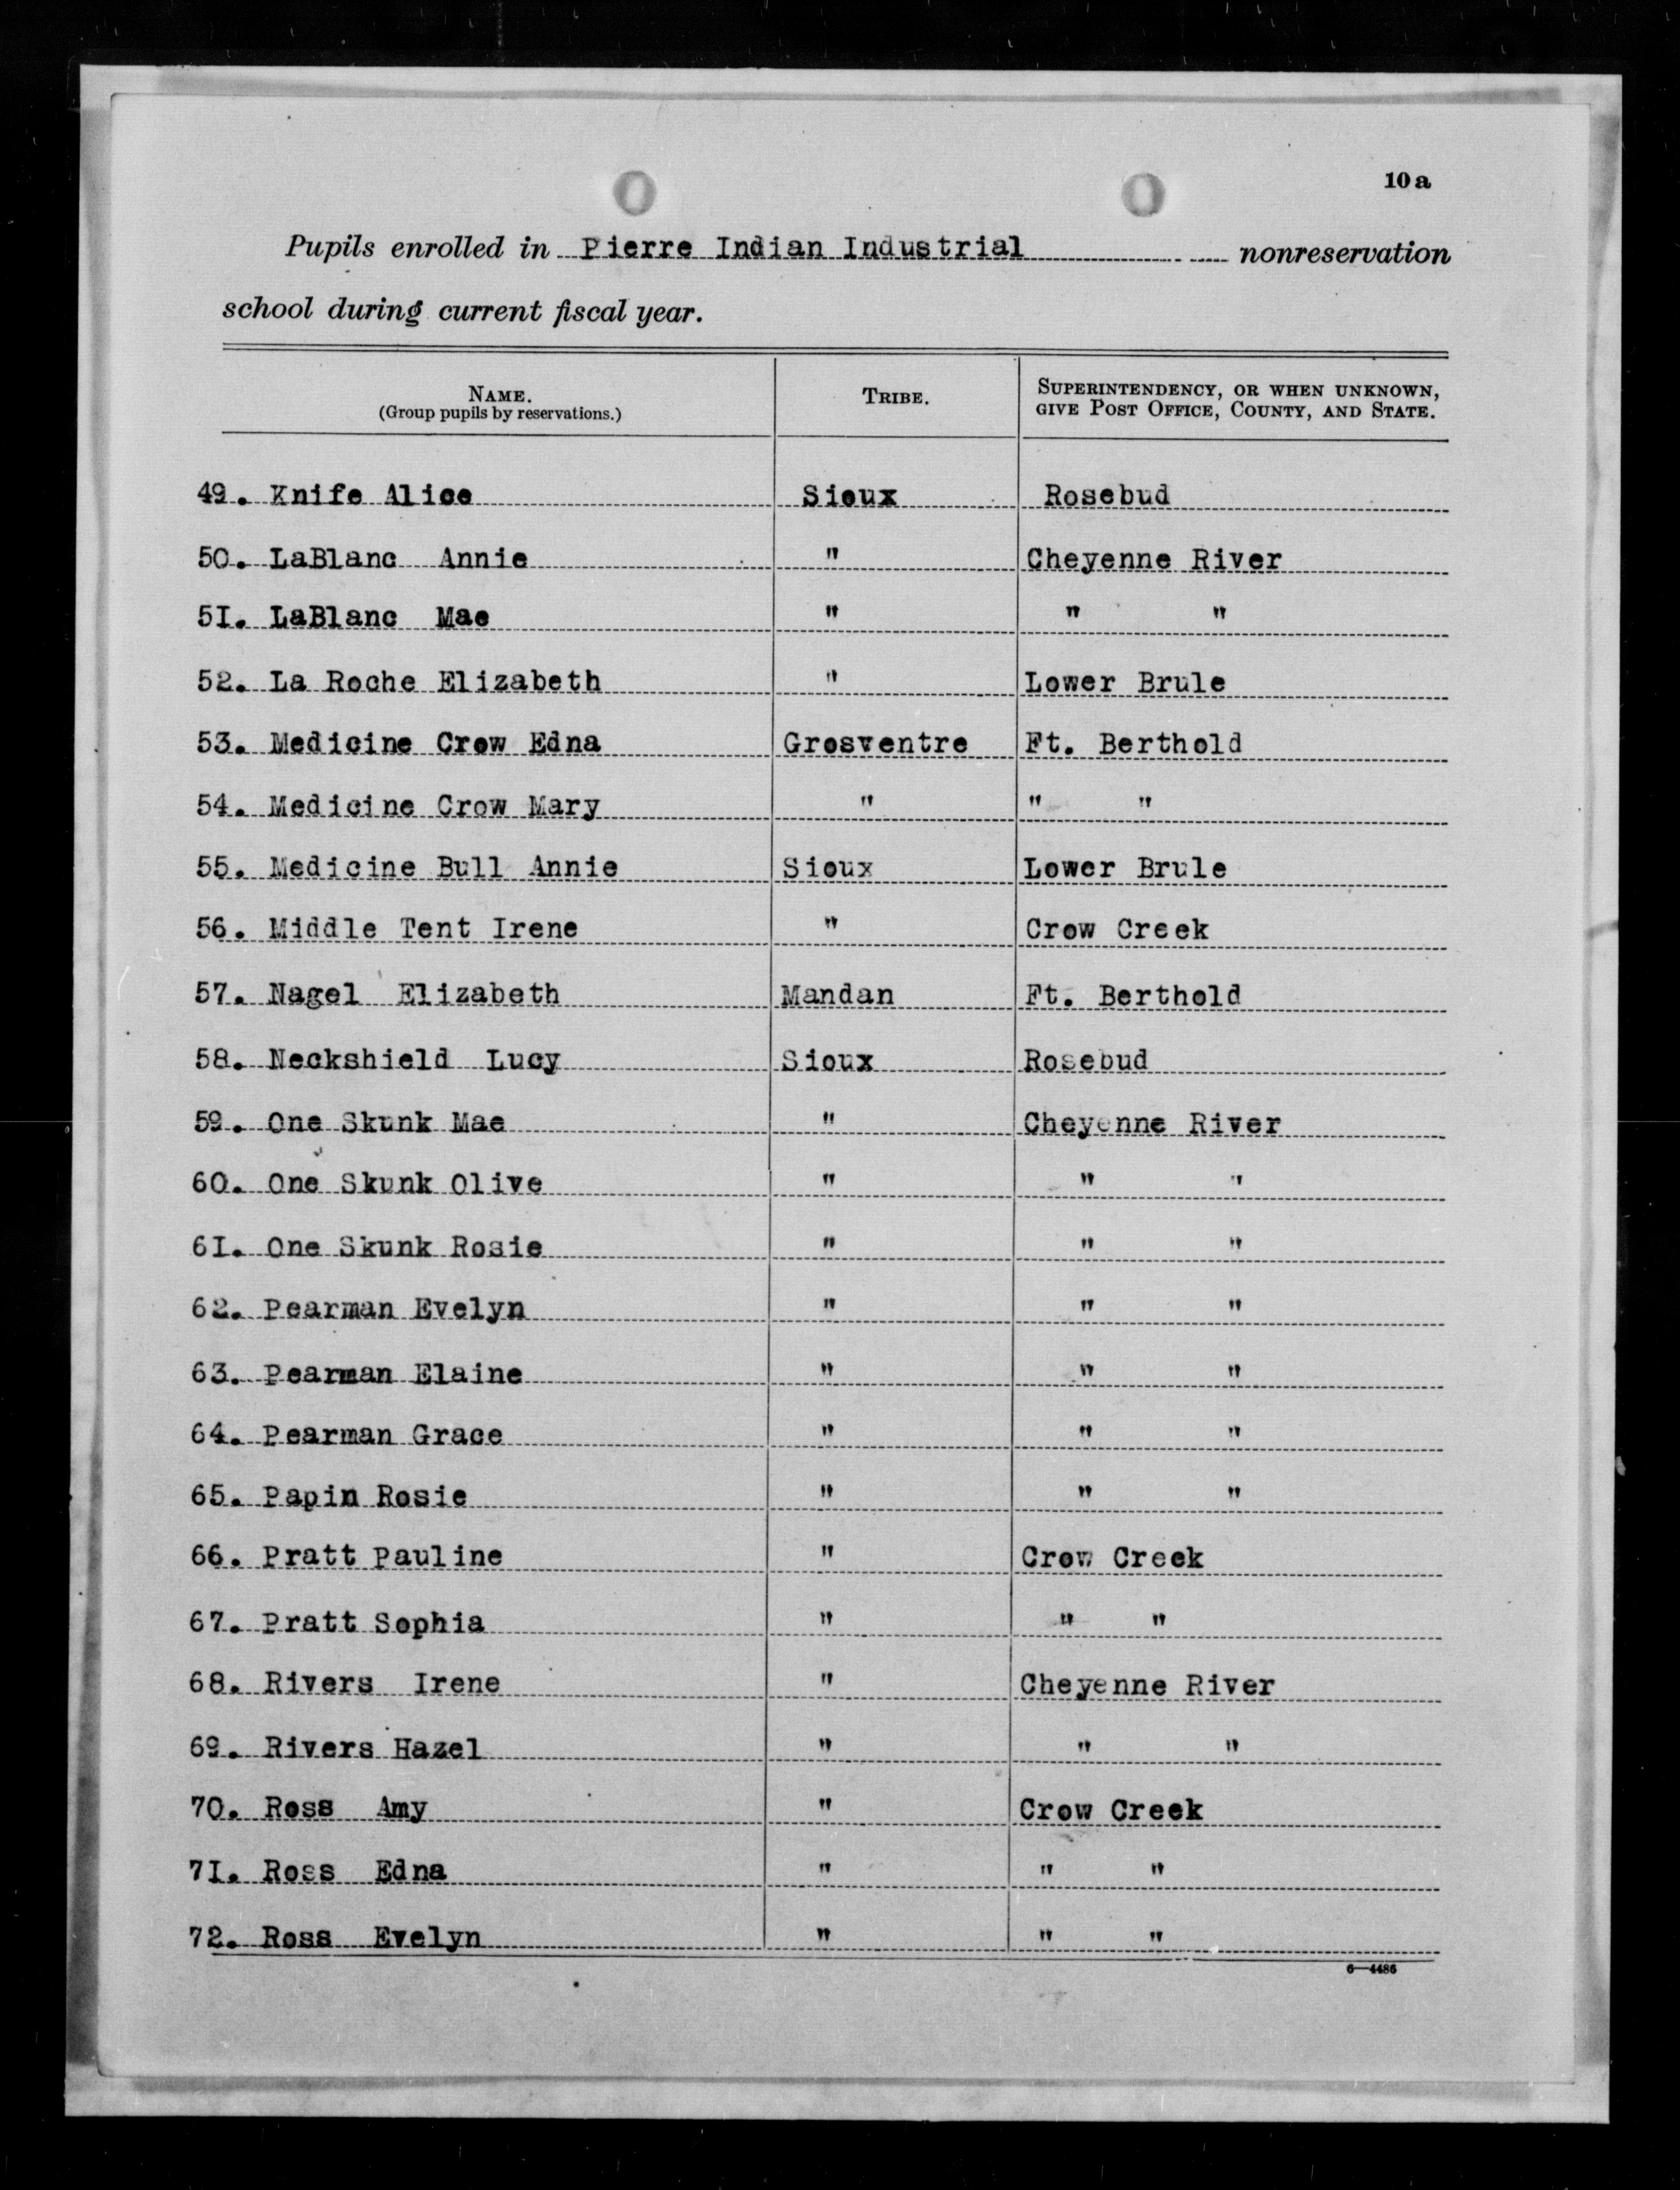 10 a
Pupils enrolled in Pierre Indian Industrial nonreservation
school during current fiscal year.
NAME. TRIBE. SUPERINTENDENCY, OR WHEN UNKNOWN,
(Group pupils by reservations.) GIVE POST OFFICE, COUNTY, AND STATE.
49. Knife Alice Sioux Rosebud
50. LaBlanc Annie " Cheyenne River
51. LaBlanc Mae " " "
52. La Roche Elizabeth " Lower Brule
53. Medicine Crow Edna Grosventre Ft. Berthold
54. Medicine Crow Mary " " "
55. Medicine Bull Annie Sioux Lower Brule
56. Middle Tent Irene " Crow Creek
57. Nagel Elizabeth Mandan Ft. Berthold
58. Neckshield Lucy Sioux Rosebud
59. One Skunk Mae " Cheyenne River
60. One Skunk Olive " " "
61. One Skunk Rosie " " "
62. Pearman Evelyn " " "
63. Pearman Elaine " " "
64. Pearman Grace " " "
65. Papin Rosie " " "
66. Pratt Pauline " Crow Creek
67. Pratt Sophia " " "
68. Rivers Irene " Cheyenne River
69. Rivers Hazel " " "
70. Ross Amy " Crow Creek
71. Ross Edna " " "
72. Ross Evelyn " " "
6—4486